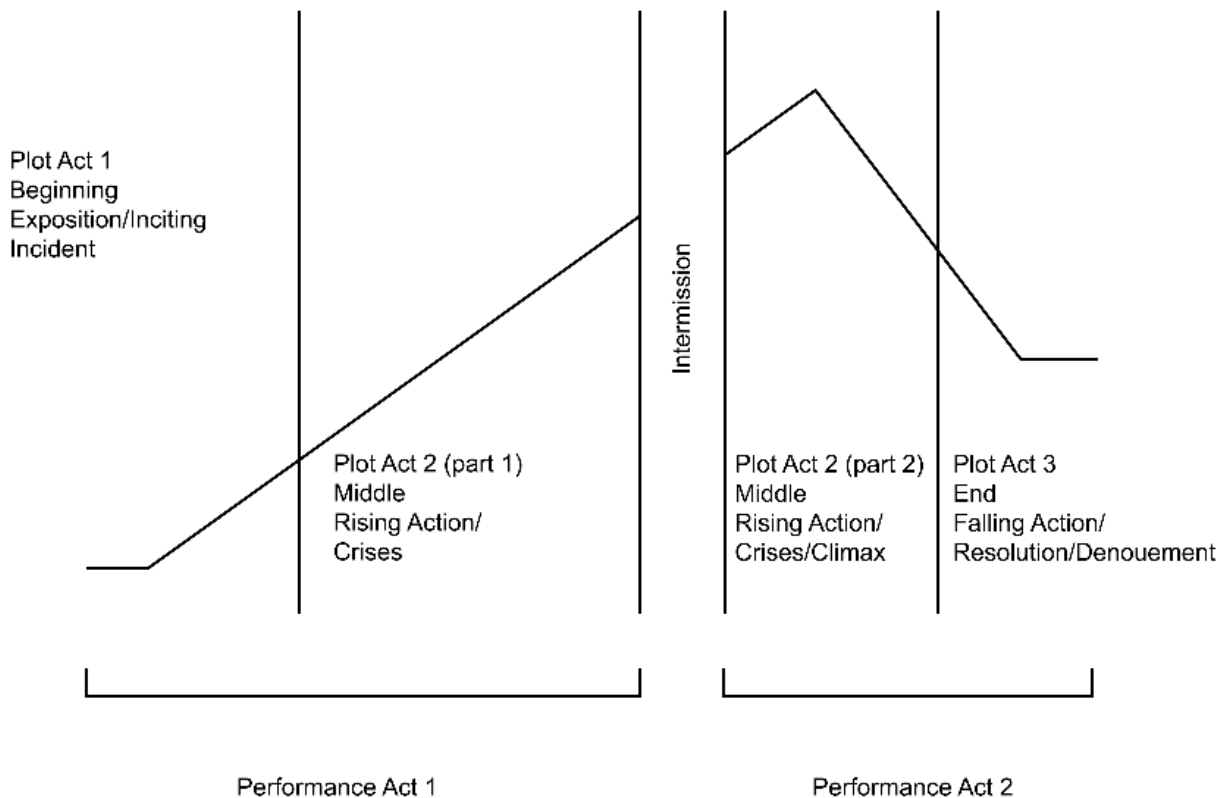 Plot Act 1
Beginning
Exposition/Inciting
Incident
Plot Act 2 (part 1)
Middle
Rising Action/
Crises
Intermission
Plot Act 2 (part 2)
Middle
Rising Action/
Crises/Climax
Plot Act 3
End
Falling Action/
Resolution/Denouement
Performance Act 1
Performance Act 2